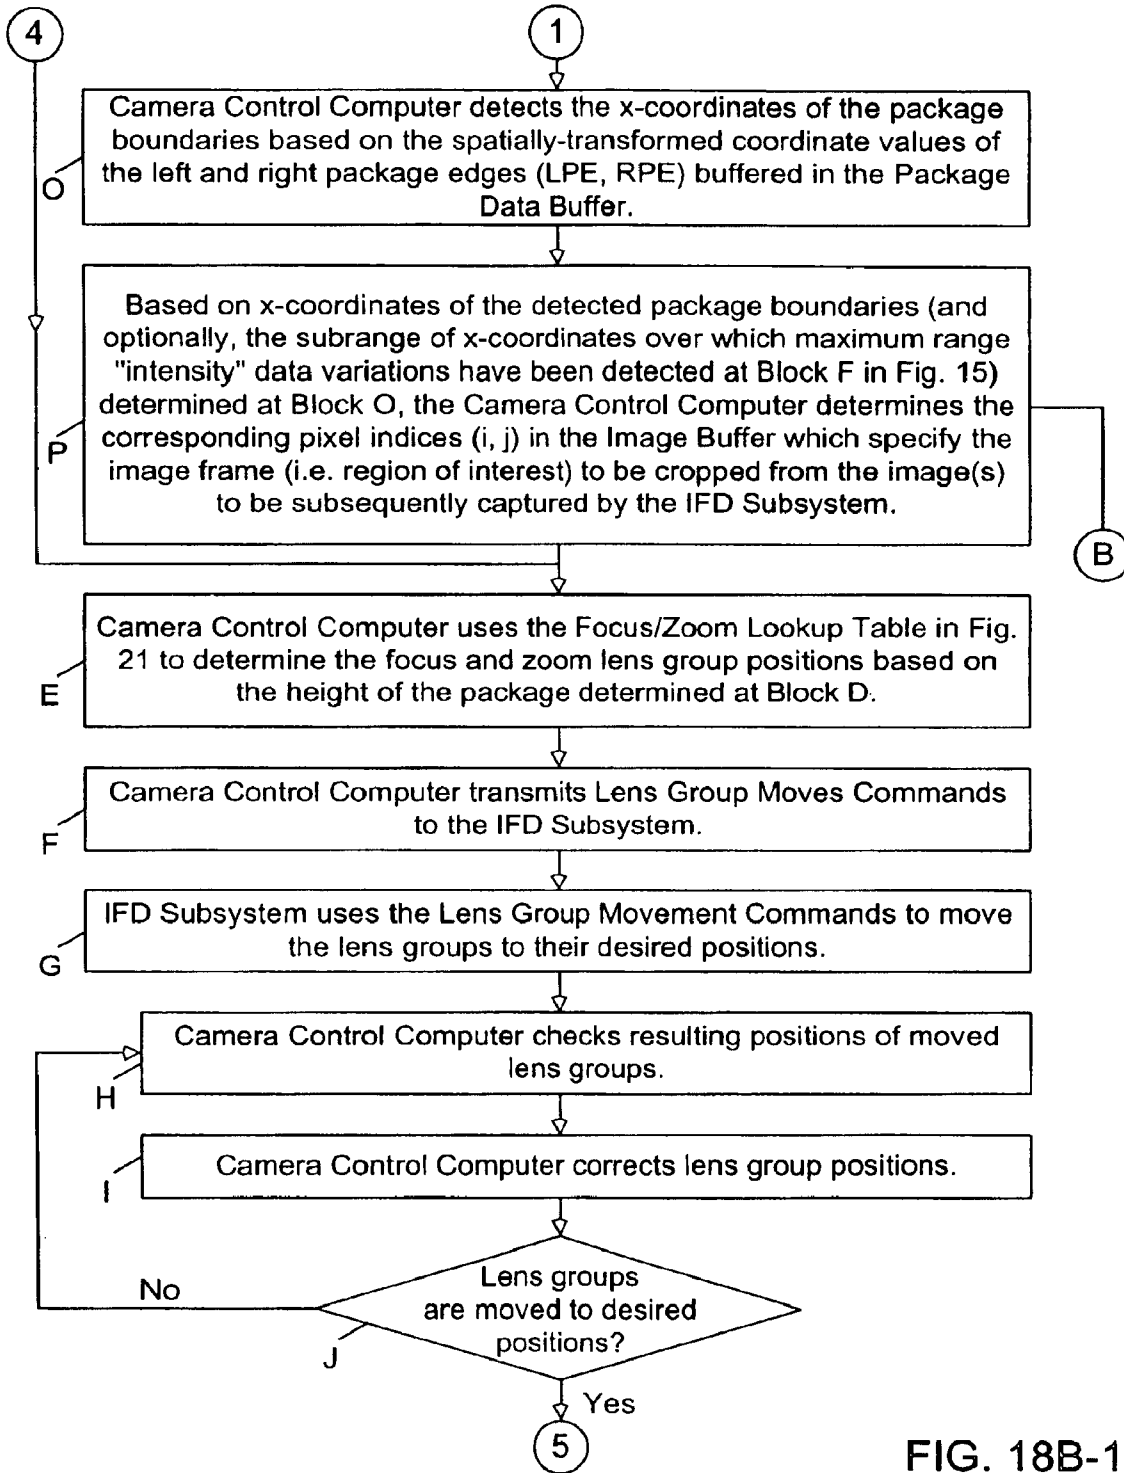 4
1
Camera Control Computer detects the x-coordinates of the package
boundaries based on the spatially-transformed coordinate values of
the left and right package edges (LPE, RPE) buffered in the Package
Data Buffer.
O
Based on x-coordinates of the detected package boundaries (and
optionally, the subrange of x-coordinates over which maximum range
"intensity" data variations have been detected at Block F in Fig. 15)
determined at Block O, the Camera Control Computer determines the
corresponding pixel indices (i, j) in the Image Buffer which specify the
image frame (i.e. region of interest) to be cropped from the image(s)
to be subsequently captured by the IFD Subsystem.
P
B
Camera Control Computer uses the Focus/Zoom Lookup Table in Fig.
21 to determine the focus and zoom lens group positions based on
the height of the package determined at Block D.
E
Camera Control Computer transmits Lens Group Moves Commands
to the IFD Subsystem.
F
IFD Subsystem uses the Lens Group Movement Commands to move
the lens groups to their desired positions.
G
Camera Control Computer checks resulting positions of moved
lens groups.
H
Camera Control Computer corrects lens group positions.
I
Lens groups
are moved to desired
positions?
No
J
Yes
5
FIG. 18B-1